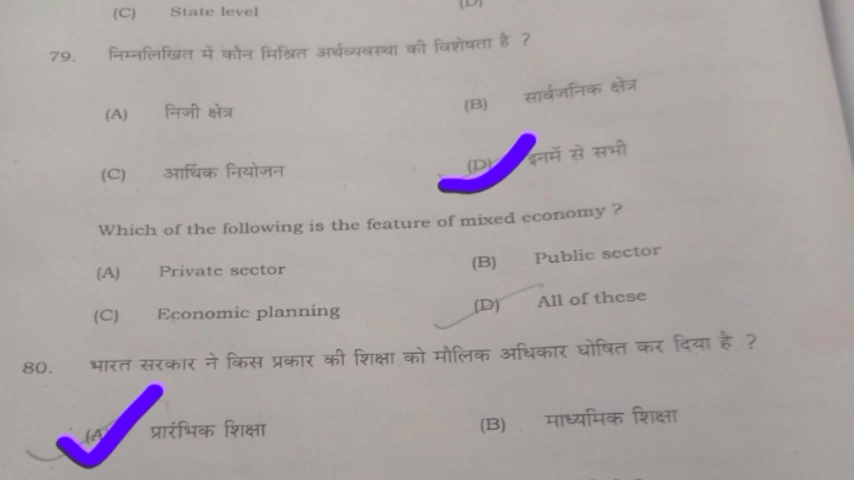 (C) State level (D)
79. निम्नलिखित में कौन मिश्रित अर्थव्यवस्था की विशेषता है ?
(A) निजी क्षेत्र (B) सार्वजनिक क्षेत्र
(C) आर्थिक नियोजन (D) इनमें से सभी
Which of the following is the feature of mixed economy ?
(A) Private sector (B) Public sector
(C) Economic planning (D) All of these
80. भारत सरकार ने किस प्रकार की शिक्षा को मौलिक अधिकार घोषित कर दिया है ?
(A) प्रारंभिक शिक्षा (B) माध्यमिक शिक्षा